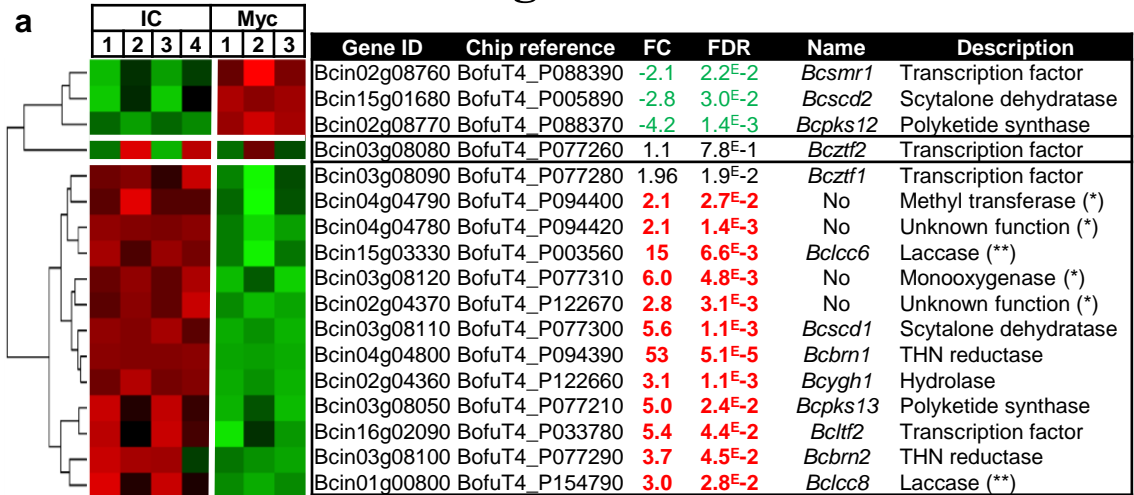 a
IC Myc
1 2 3 4 1 2 3
Gene ID Chip reference FC FDR Name Description
Bcin02g08760 BofuT4_P088390 -2.1 2.2E-2 Bcsmr1 Transcription factor
Bcin15g01680 BofuT4_P005890 -2.8 3.0E-2 Bcscd2 Scytalone dehydratase
Bcin02g08770 BofuT4_P088370 -4.2 1.4E-3 Bcpks12 Polyketide synthase
Bcin03g08080 BofuT4_P077260 1.1 7.8E-1 Bcztf2 Transcription factor
Bcin03g08090 BofuT4_P077280 1.96 1.9E-2 Bcztf1 Transcription factor
Bcin04g04790 BofuT4_P094400 2.1 2.7E-2 No Methyl transferase (*)
Bcin04g04780 BofuT4_P094420 2.1 1.4E-3 No Unknown function (*)
Bcin15g03330 BofuT4_P003560 15 6.6E-3 Bclcc6 Laccase (**)
Bcin03g08120 BofuT4_P077310 6.0 4.8E-3 No Monooxygenase (*)
Bcin02g04370 BofuT4_P122670 2.8 3.1E-3 No Unknown function (*)
Bcin03g08110 BofuT4_P077300 5.6 1.1E-3 Bcscd1 Scytalone dehydratase
Bcin04g04800 BofuT4_P094390 53 5.1E-5 Bcbrn1 THN reductase
Bcin02g04360 BofuT4_P122660 3.1 1.1E-3 Bcygh1 Hydrolase
Bcin03g08050 BofuT4_P077210 5.0 2.4E-2 Bcpks13 Polyketide synthase
Bcin16g02090 BofuT4_P033780 5.4 4.4E-2 Bcltf2 Transcription factor
Bcin03g08100 BofuT4_P077290 3.7 4.5E-2 Bcbrn2 THN reductase
Bcin01g00800 BofuT4_P154790 3.0 2.8E-2 Bclcc8 Laccase (**)